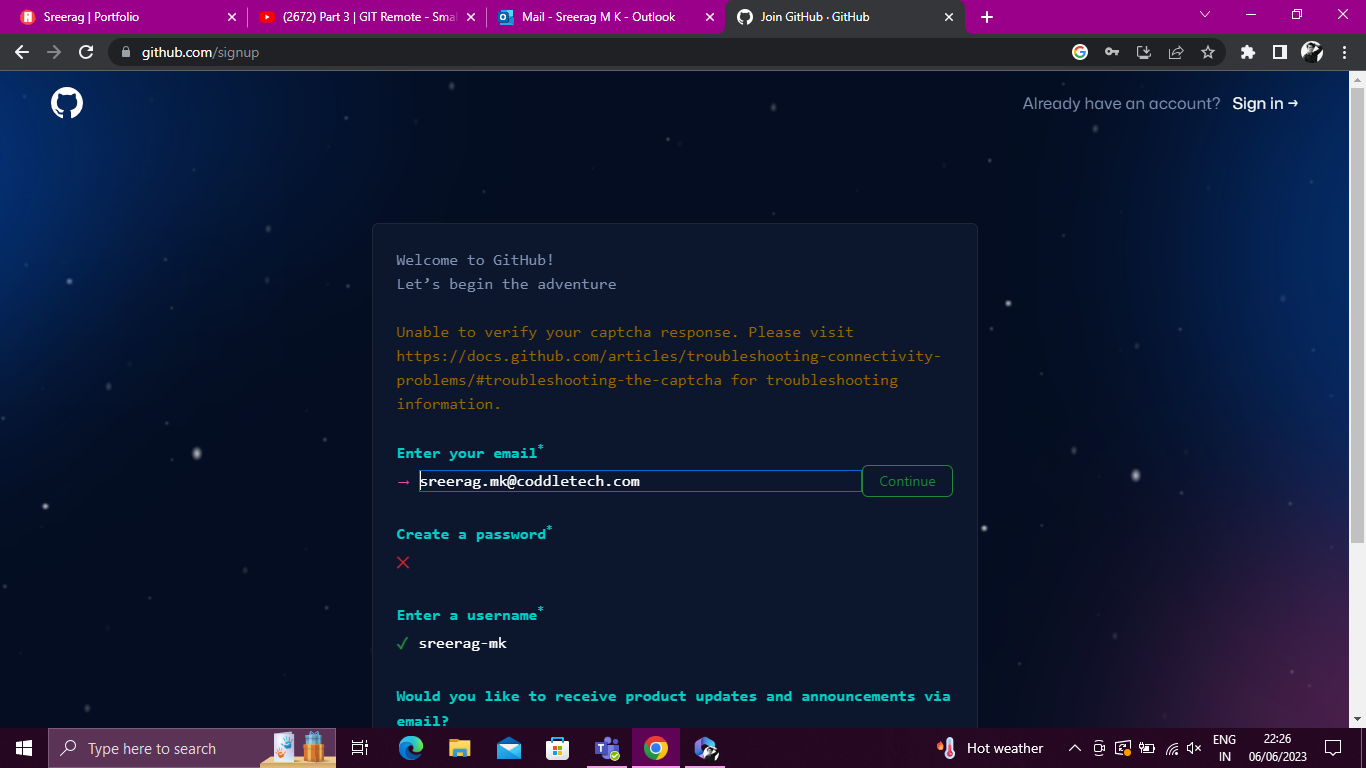 Sreerag | Portfolio
(2672) Part 3 | GIT Remote - Smal
Mail - Sreerag M K - Outlook
Join GitHub · GitHub
github.com/signup
Already have an account? Sign in →
Welcome to GitHub!
Let’s begin the adventure
Unable to verify your captcha response. Please visit
https://docs.github.com/articles/troubleshooting-connectivity-
problems/#troubleshooting-the-captcha for troubleshooting
information.
Enter your email*
→ sreerag.mk@coddletech.com
Continue
Create a password*
Enter a username*
✓ sreerag-mk
Would you like to receive product updates and announcements via
email?
Type here to search
Hot weather
ENG
IN
22:26
06/06/2023